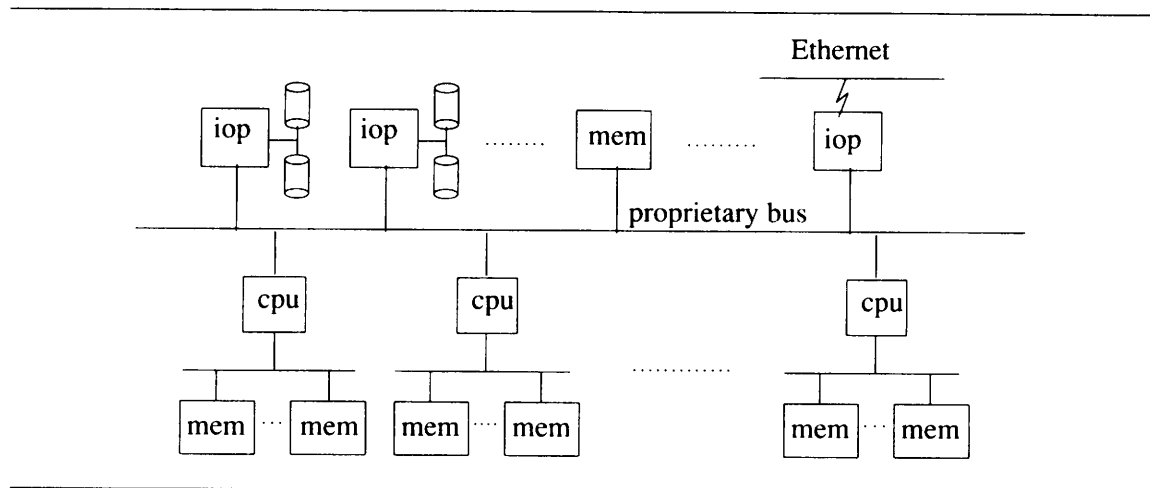 Ethernet
iop iop ........ mem ........ iop
proprietary bus
cpu cpu cpu
............
mem .... mem mem .... mem mem .... mem